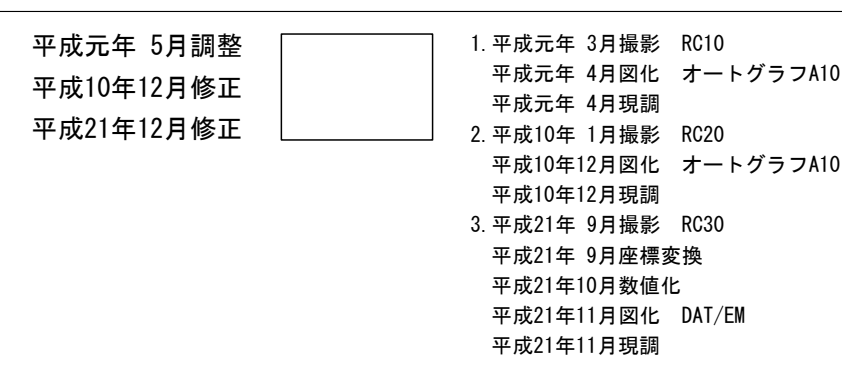 平成元年 5月調整
平成10年12月修正
平成21年12月修正
1. 平成元年 3月撮影　RC10
平成元年 4月図化　オートグラフA10
平成元年 4月現調
2. 平成10年 1月撮影　RC20
平成10年12月図化　オートグラフA10
平成10年12月現調
3. 平成21年 9月撮影　RC30
平成21年 9月座標変換
平成21年10月数値化
平成21年11月図化　DAT/EM
平成21年11月現調